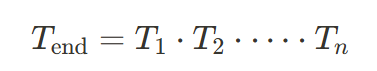 T_end = T_1 · T_2 · · · · · T_n